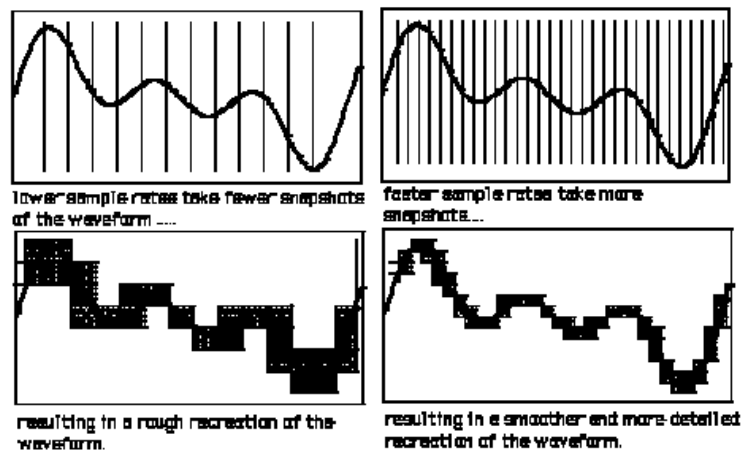 lower sample rates take fewer snapshots
of the waveform ....
faster sample rates take more
snapshots...
resulting in a rough recreation of the
waveform.
resulting in a smoother and more detailed
recreation of the waveform.